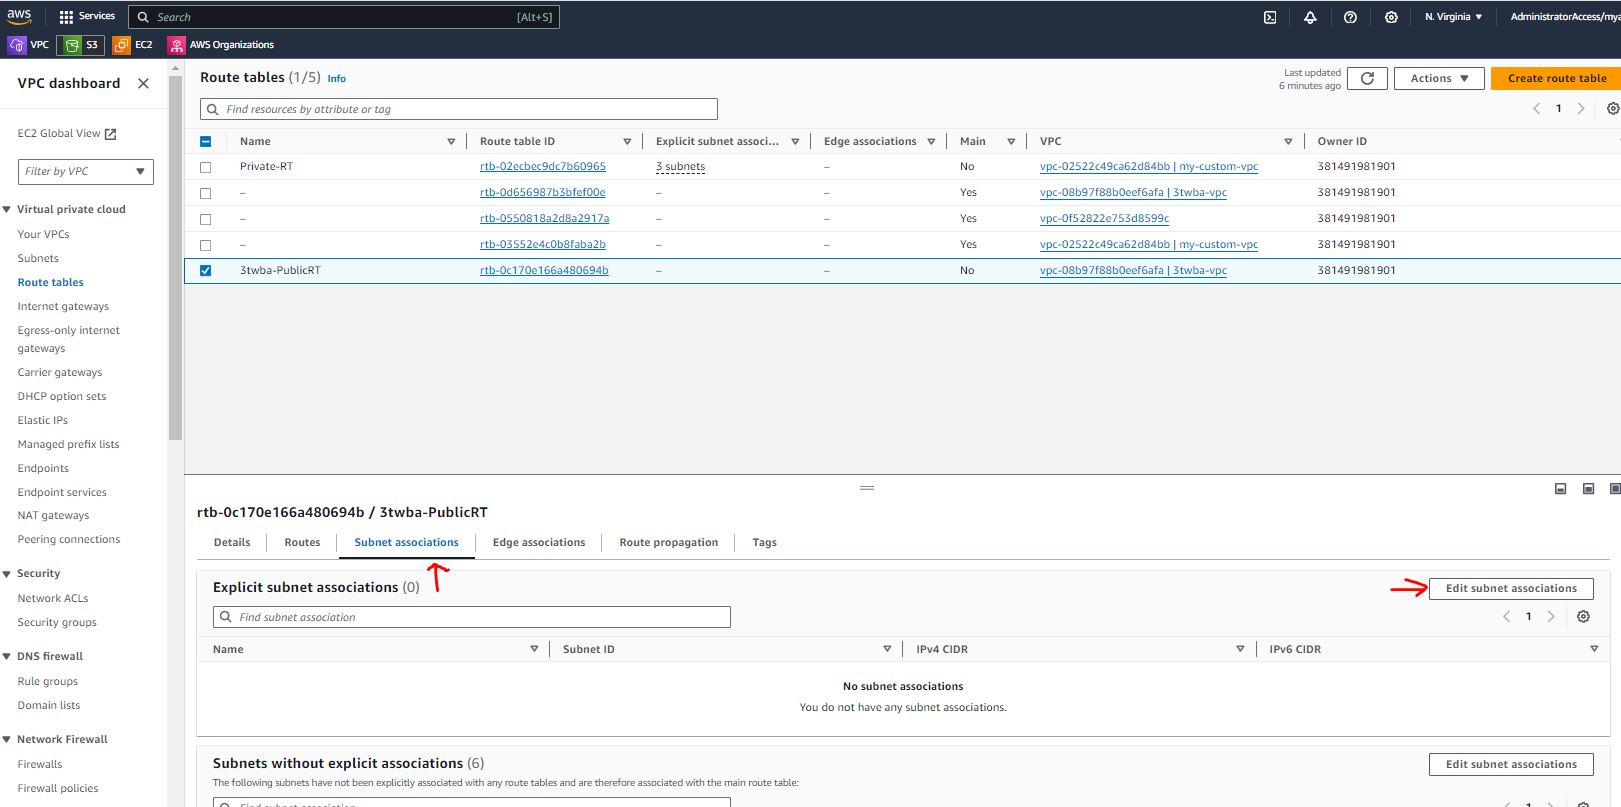 aws
Services
Search
[Alt+S]
N. Virginia
AdministratorAccess/mya
VPC
S3
EC2
AWS Organizations
VPC dashboard
EC2 Global View
Filter by VPC
Virtual private cloud
Your VPCs
Subnets
Route tables
Internet gateways
Egress-only internet
gateways
Carrier gateways
DHCP option sets
Elastic IPs
Managed prefix lists
Endpoints
Endpoint services
NAT gateways
Peering connections
Security
Network ACLs
Security groups
DNS firewall
Rule groups
Domain lists
Network Firewall
Firewalls
Firewall policies
Route tables (1/5) Info
Last updated
6 minutes ago
Actions
Create route table
Find resources by attribute or tag
1
Name Route table ID Explicit subnet associ... Edge associations Main VPC Owner ID
Private-RT rtb-02ecbec9dc7b60965 3 subnets – No vpc-02522c49ca62d84bb | my-custom-vpc 381491981901
– rtb-0d656987b3bfef00e – – Yes vpc-08b97f88b0eef6afa | 3twba-vpc 381491981901
– rtb-0550818a2d8a2917a – – Yes vpc-0f52822e753d8599c 381491981901
– rtb-03552e4c0b8faba2b – – Yes vpc-02522c49ca62d84bb | my-custom-vpc 381491981901
3twba-PublicRT rtb-0c170e166a480694b – – No vpc-08b97f88b0eef6afa | 3twba-vpc 381491981901
rtb-0c170e166a480694b / 3twba-PublicRT
Details Routes Subnet associations Edge associations Route propagation Tags
Explicit subnet associations (0)
Edit subnet associations
Find subnet association
1
Name Subnet ID IPv4 CIDR IPv6 CIDR
No subnet associations
You do not have any subnet associations.
Subnets without explicit associations (6)
Edit subnet associations
The following subnets have not been explicitly associated with any route tables and are therefore associated with the main route table:
Find subnet association
1